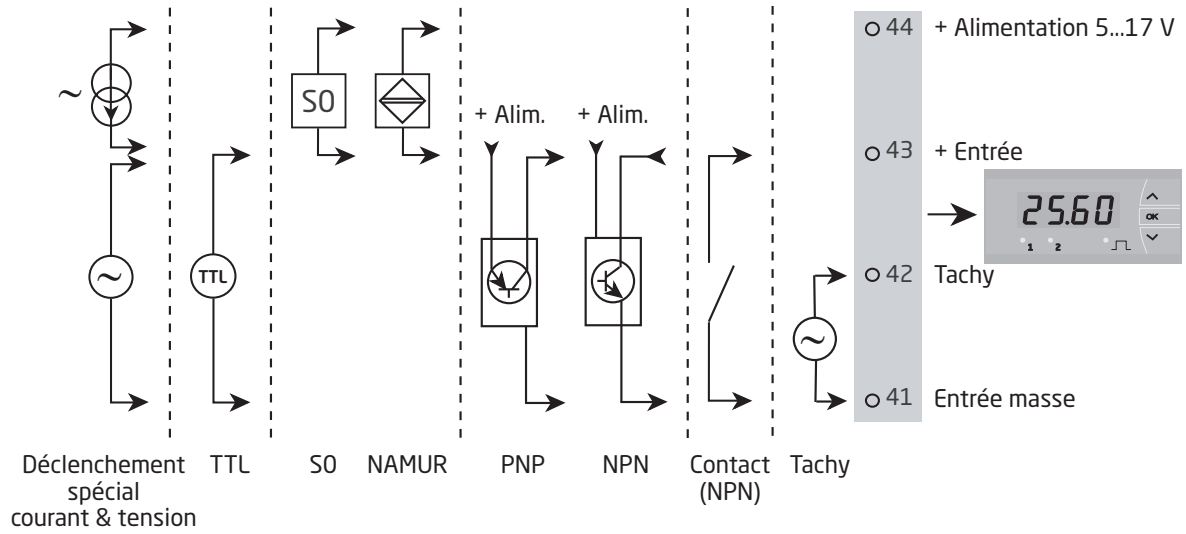 44 + Alimentation 5...17 V
~
S0
+ Alim.
+ Alim.
43 + Entrée
25.60
OK
1 2
~
TTL
42 Tachy
~
41 Entrée masse
Déclenchement
spécial
courant & tension
TTL
S0
NAMUR
PNP
NPN
Contact
(NPN)
Tachy